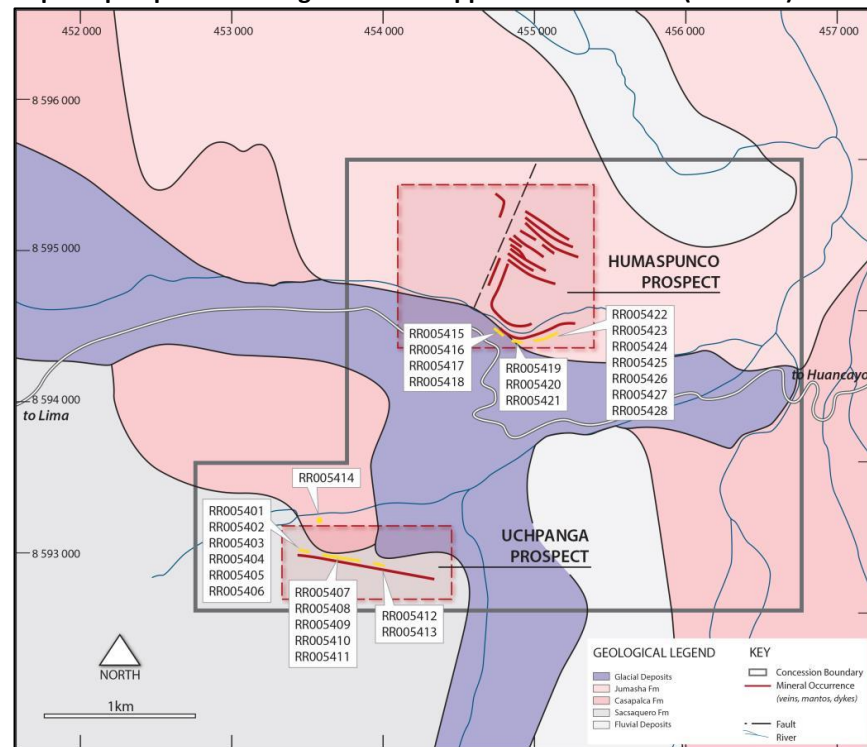 452 000 453 000 454 000 455 000 456 000 457 000
8 596 000
8 595 000
HUMASPUNCO
PROSPECT
RR005415
RR005416
RR005417
RR005418
RR005419
RR005420
RR005421
RR005422
RR005423
RR005424
RR005425
RR005426
RR005427
RR005428
to Huancayo
8 594 000
to Lima
RR005414
RR005401
RR005402
RR005403
RR005404
RR005405
RR005406
8 593 000
UCHPANGA
PROSPECT
RR005407
RR005408
RR005409
RR005410
RR005411
RR005412
RR005413
NORTH
1km
GEOLOGICAL LEGEND
Glacial Deposits
Jumasha Fm
Casapalca Fm
Sacsaquero Fm
Fluvial Deposits
KEY
Concession Boundary
Mineral Occurrence
(veins, mantos, dykes)
Fault
River